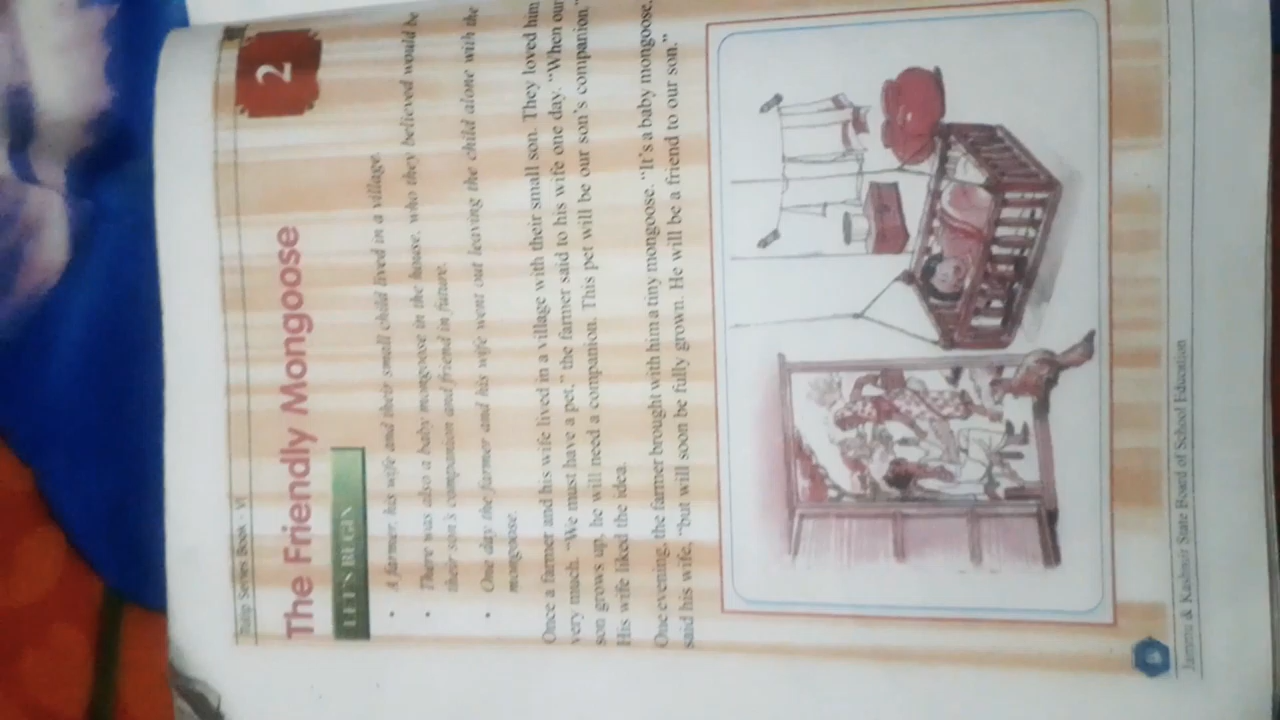 Tulip Series Book - VI
2
The Friendly Mongoose
LET'S BEGIN
• A farmer, his wife and their small child lived in a village.
• There was also a baby mongoose in the house, who they believed would be
their son's companion and friend in future.
• One day the farmer and his wife went out leaving the child alone with the
mongoose.
Once a farmer and his wife lived in a village with their small son. They loved him
very much. “We must have a pet,” the farmer said to his wife one day. “When our
son grows up, he will need a companion. This pet will be our son’s companion.”
His wife liked the idea.
One evening, the farmer brought with him a tiny mongoose. “It’s a baby mongoose,
said his wife, “but will soon be fully grown. He will be a friend to our son.”
Jammu & Kashmir State Board of School Education